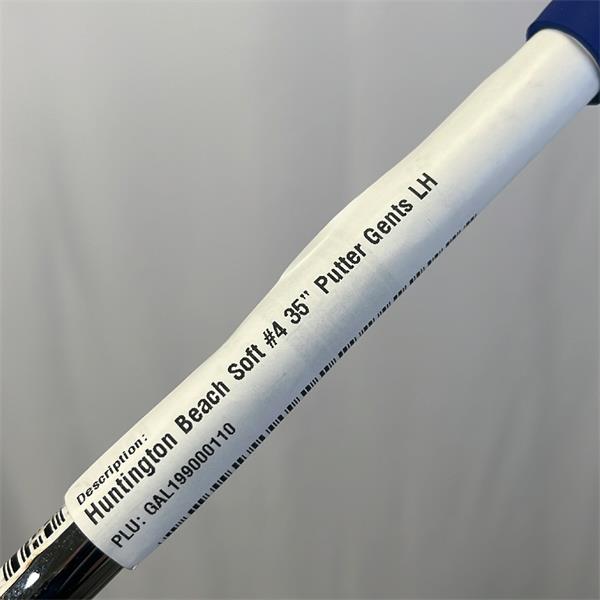 Description:
Huntington Beach Soft #4 35" Putter Gents LH
PLU: GAL199000110